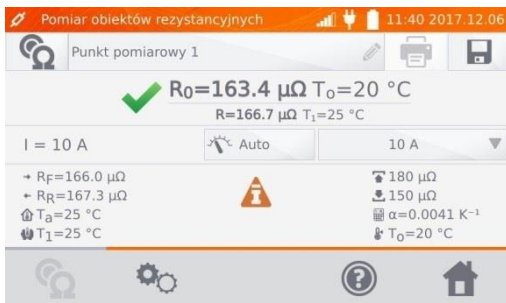 Pomiar obiektów rezystancyjnych 11:40 2017.12.06
Punkt pomiarowy 1
R0=163.4 μΩ To=20 °C
R=166.7 μΩ T1=25 °C
I = 10 A Auto 10 A
RF=166.0 μΩ 180 μΩ
RR=167.3 μΩ 150 μΩ
Ta=25 °C α=0.0041 K⁻¹
T1=25 °C To=20 °C